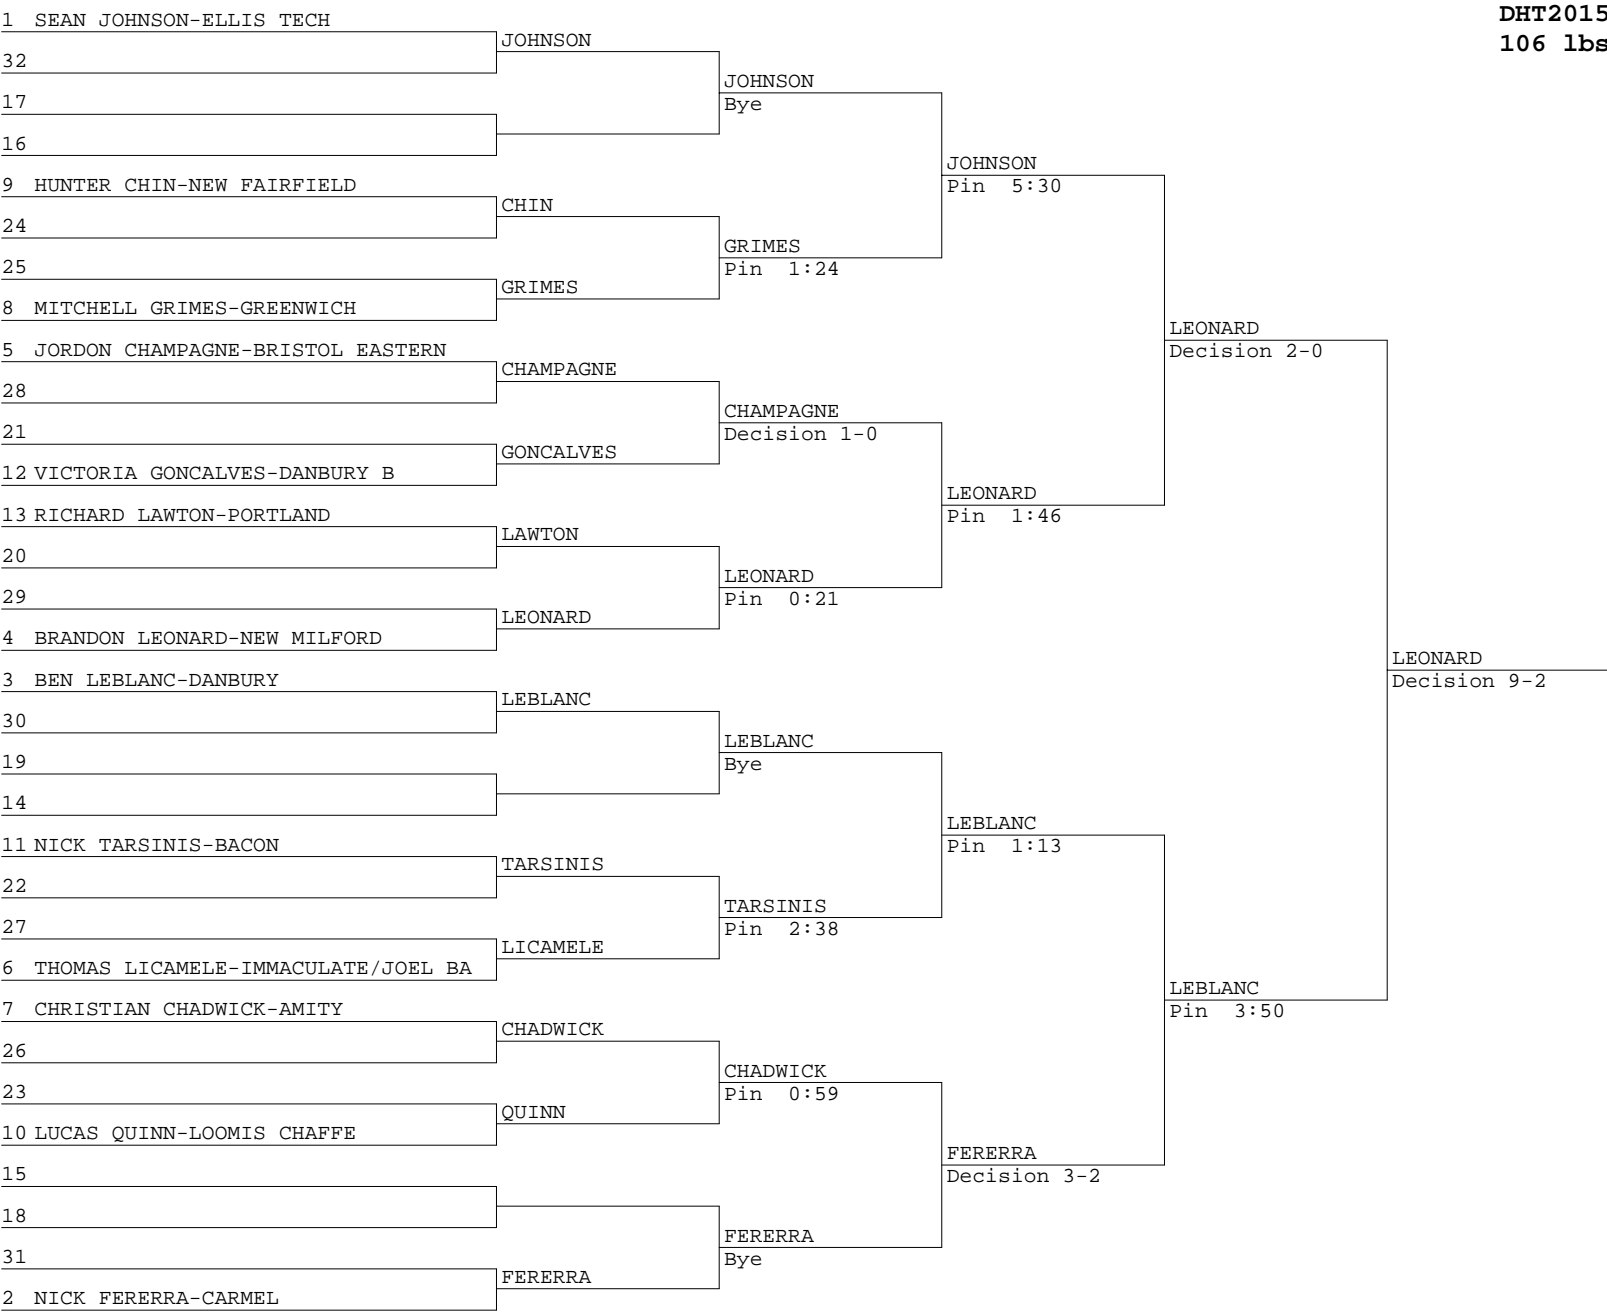 DHT2015
106 lbs
1 SEAN JOHNSON-ELLIS TECH
32
17
16
9 HUNTER CHIN-NEW FAIRFIELD
24
25
8 MITCHELL GRIMES-GREENWICH
5 JORDON CHAMPAGNE-BRISTOL EASTERN
28
21
12 VICTORIA GONCALVES-DANBURY B
13 RICHARD LAWTON-PORTLAND
20
29
4 BRANDON LEONARD-NEW MILFORD
3 BEN LEBLANC-DANBURY
30
19
14
11 NICK TARSINIS-BACON
22
27
6 THOMAS LICAMELE-IMMACULATE/JOEL BA
7 CHRISTIAN CHADWICK-AMITY
26
23
10 LUCAS QUINN-LOOMIS CHAFFE
15
18
31
2 NICK FERERRA-CARMEL
JOHNSON
CHIN
GRIMES
CHAMPAGNE
GONCALVES
LAWTON
LEONARD
LEBLANC
TARSINIS
LICAMELE
CHADWICK
QUINN
FERERRA
JOHNSON
Bye
GRIMES
Pin 1:24
CHAMPAGNE
Decision 1-0
LEONARD
Pin 0:21
LEBLANC
Bye
TARSINIS
Pin 2:38
CHADWICK
Pin 0:59
FERERRA
Bye
JOHNSON
Pin 5:30
LEONARD
Pin 1:46
LEBLANC
Pin 1:13
FERERRA
Decision 3-2
LEONARD
Decision 2-0
LEBLANC
Pin 3:50
LEONARD
Decision 9-2